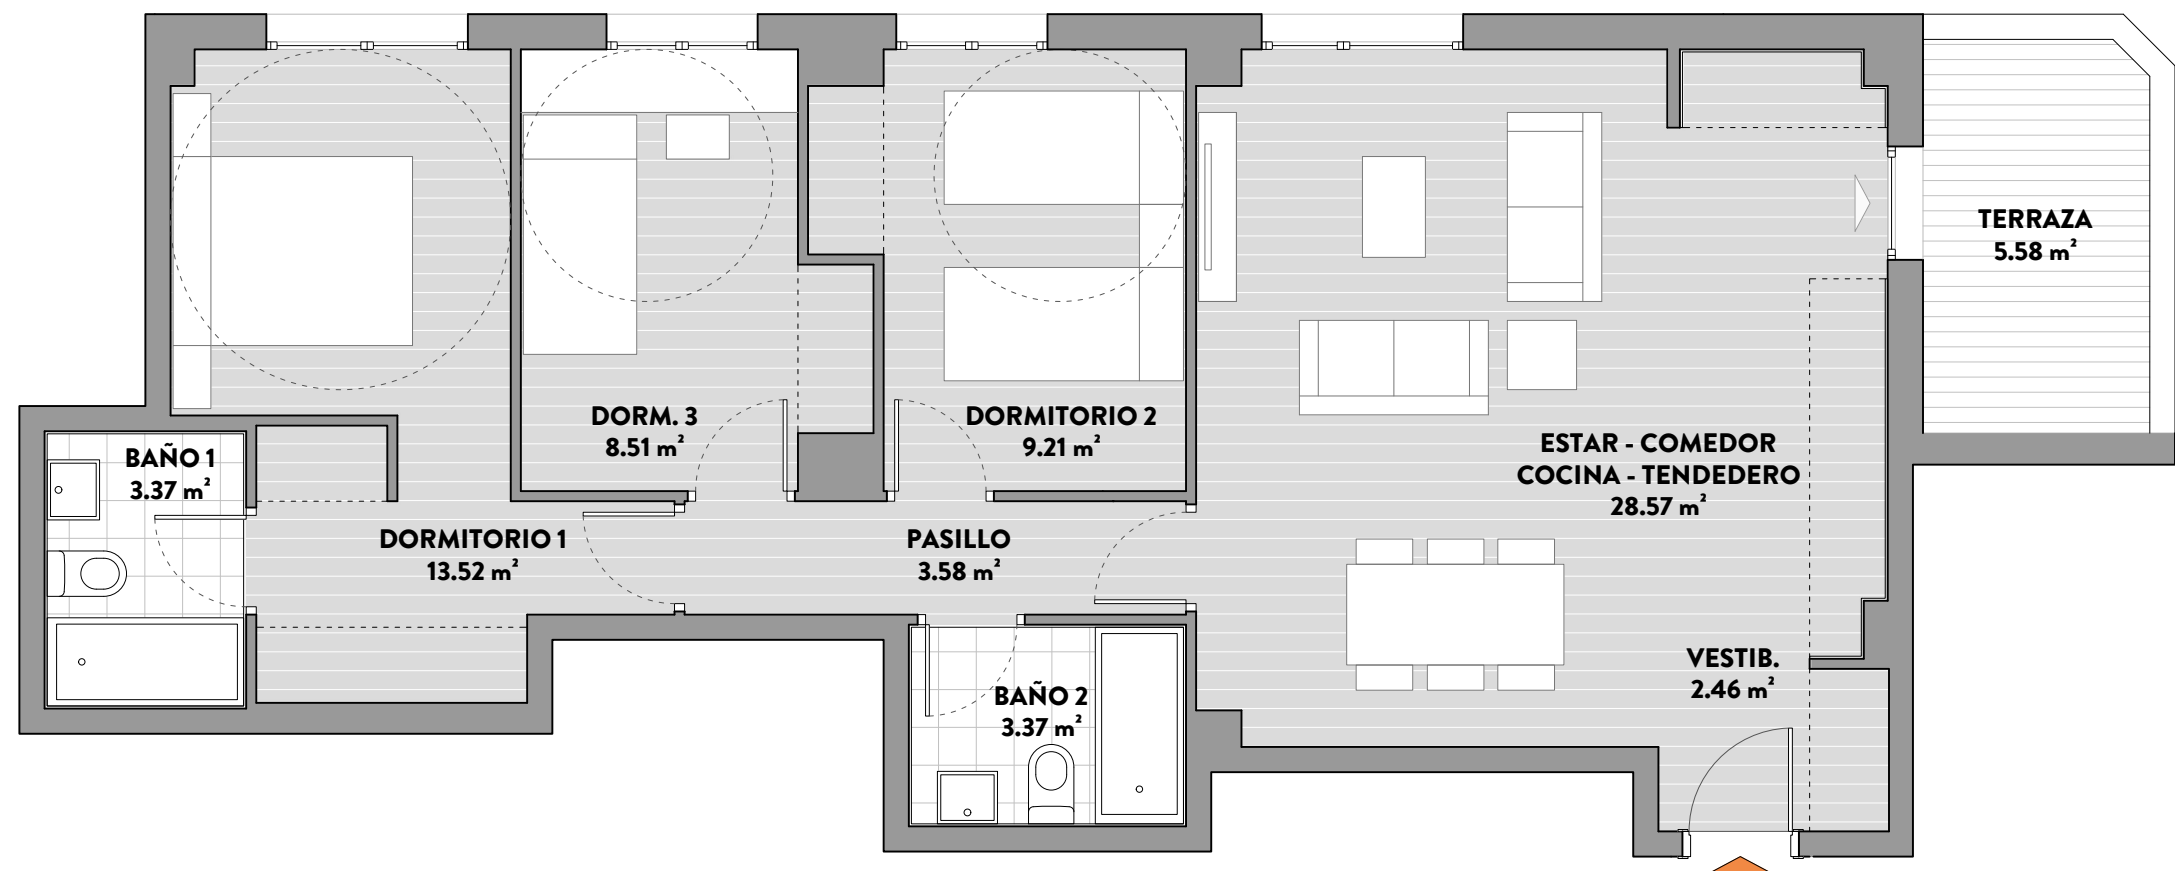 TERRAZA
5.58 m²
DORM. 3
8.51 m²
DORMITORIO 2
9.21 m²
ESTAR - COMEDOR
COCINA - TENDEDERO
28.57 m²
BAÑO 1
3.37 m²
DORMITORIO 1
13.52 m²
PASILLO
3.58 m²
VESTIB.
2.46 m²
BAÑO 2
3.37 m²